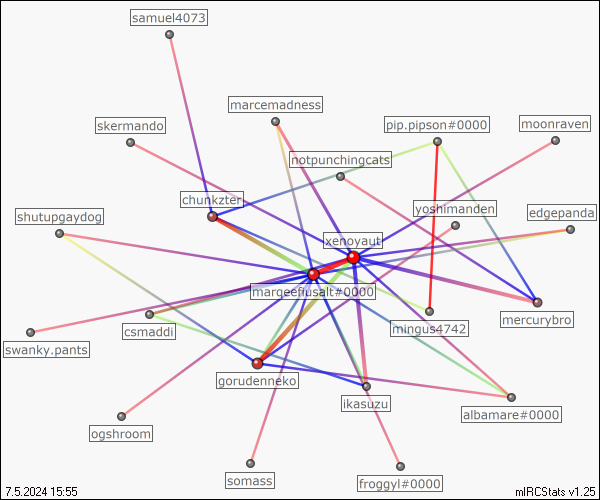 samuel4073
marcemadness
skermando
pip.pipson#0000
moonraven
notpunchingcats
chunkzter
yoshimanden
shutupgaydog
edgepanda
xenoyaut
margeefiusalt#0000
mercurybro
csmaddi
mingus4742
swanky.pants
gorudenneko
ikasuzu
albamare#0000
ogshroom
somass
froggyl#0000
7.5.2024 15:55
mIRCStats v1.25